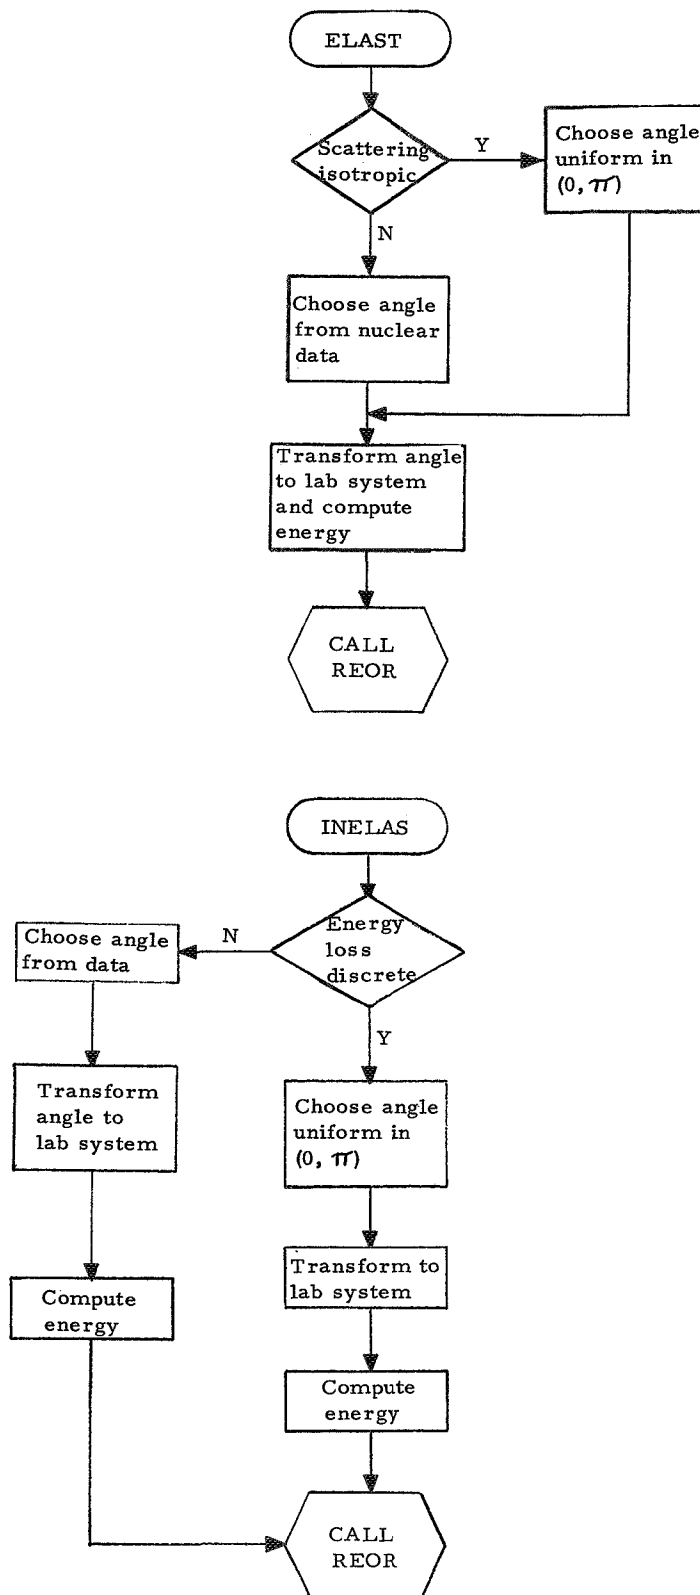 ELAST
Scattering
isotropic
Y
Choose angle
uniform in
(0, π)
N
Choose angle
from nuclear
data
Transform angle
to lab system
and compute
energy
CALL
REOR
INELAS
Energy
loss
discrete
N
Choose angle
from data
Y
Transform
angle to
lab system
Choose angle
uniform in
(0, π)
Transform to
lab system
Compute
energy
Compute
energy
CALL
REOR